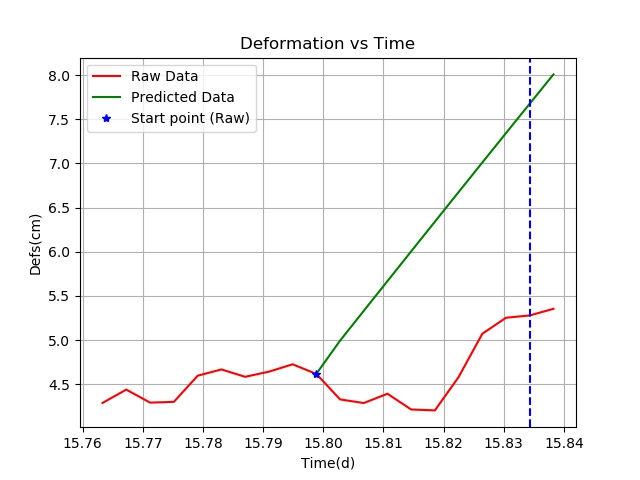 Deformation vs Time
Raw Data
Predicted Data
Start point (Raw)
8.0
7.5
7.0
6.5
6.0
5.5
5.0
4.5
Defs(cm)
15.76 15.77 15.78 15.79 15.80 15.81 15.82 15.83 15.84
Time(d)